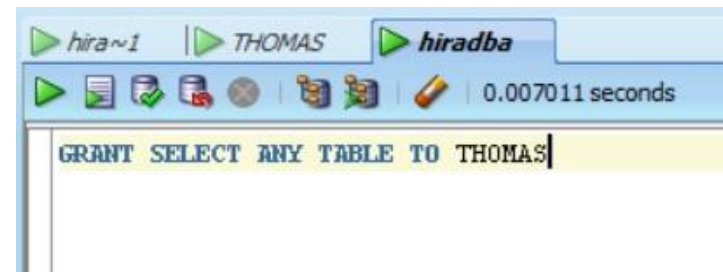 hira~1 THOMAS hiradba
0.007011 seconds
GRANT SELECT ANY TABLE TO THOMAS